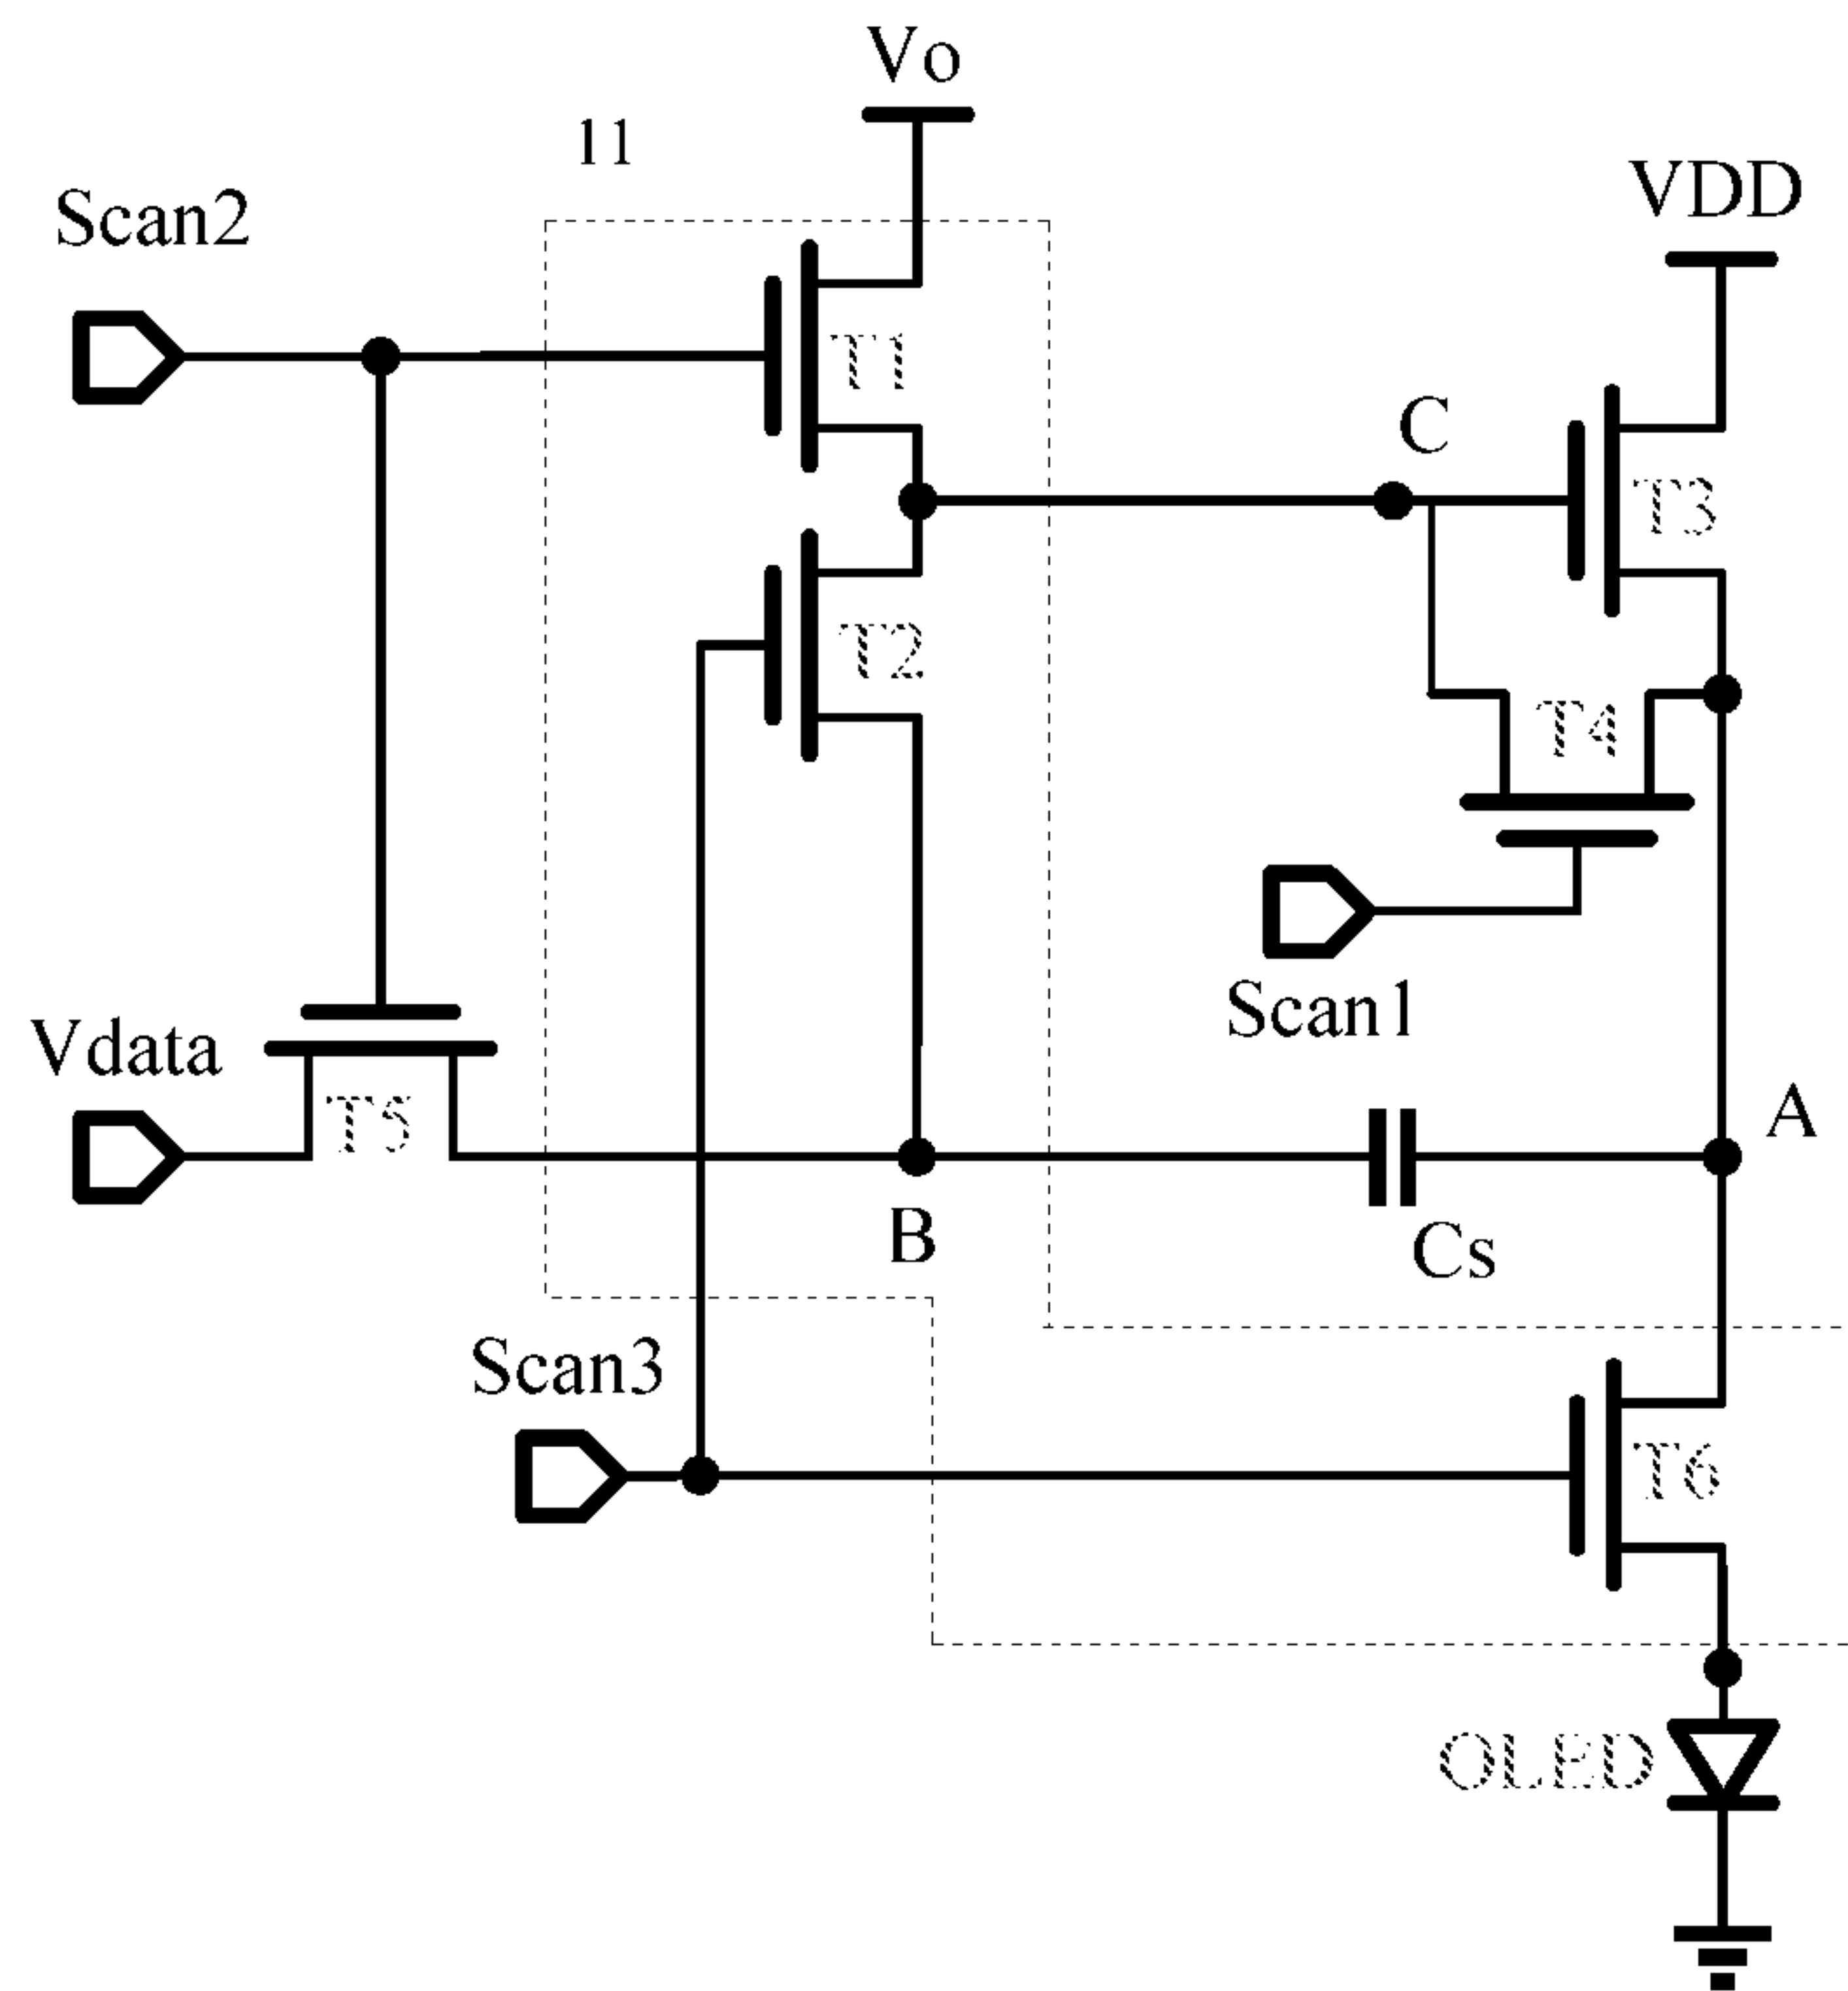 Vo
11
VDD
Scan2
T1
C
T3
T2
T4
Scan1
Vdata
T5
A
B
Cs
Scan3
T6
OLED